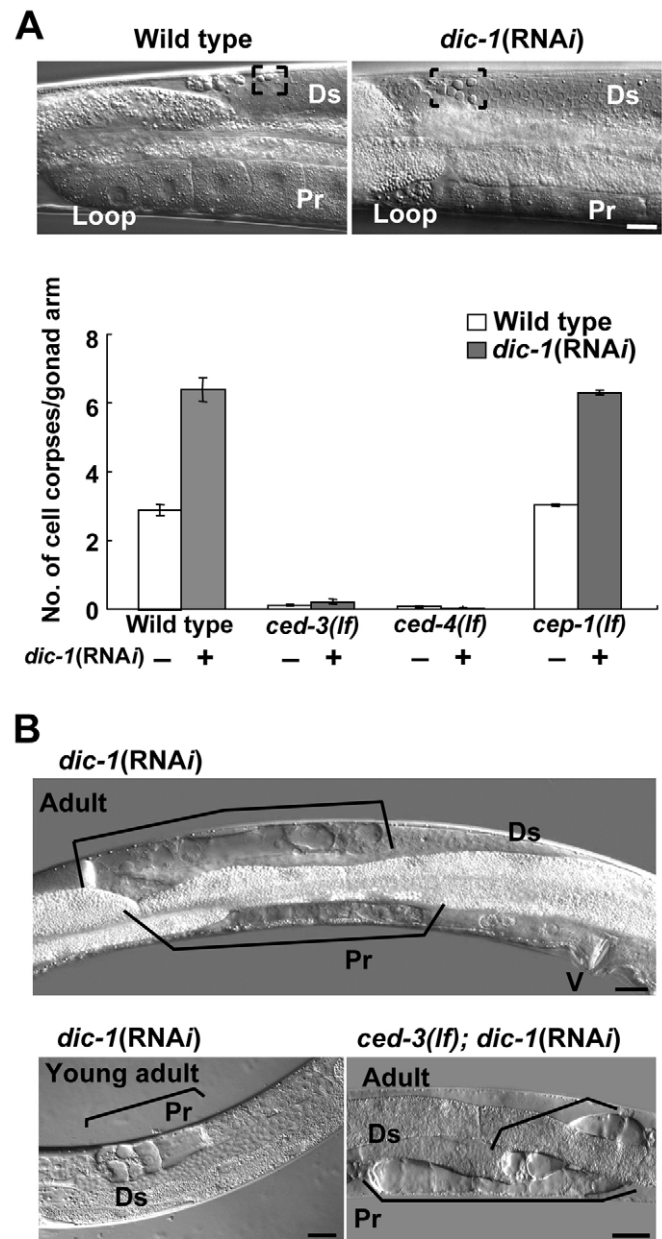 A
Wild type
dic-1(RNAi)
Ds
Pr
Loop
Ds
Pr
Loop
No. of cell corpses/gonad arm
8
6
4
2
0
Wild type
dic-1(RNAi)
Wild type
ced-3(lf)
ced-4(lf)
cep-1(lf)
dic-1(RNAi) – + – + – + – +
B
dic-1(RNAi)
Adult
Ds
Pr
V
dic-1(RNAi)
Young adult
Pr
Ds
ced-3(lf); dic-1(RNAi)
Adult
Ds
Pr